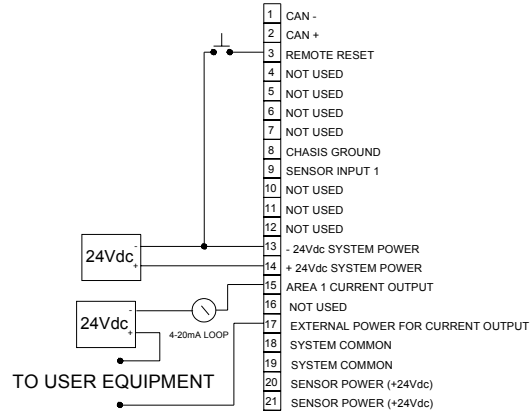 1 CAN -
2 CAN +
3 REMOTE RESET
4 NOT USED
5 NOT USED
6 NOT USED
7 NOT USED
8 CHASIS GROUND
9 SENSOR INPUT 1
10 NOT USED
11 NOT USED
12 NOT USED
13 - 24Vdc SYSTEM POWER
14 + 24Vdc SYSTEM POWER
15 AREA 1 CURRENT OUTPUT
16 NOT USED
17 EXTERNAL POWER FOR CURRENT OUTPUT
18 SYSTEM COMMON
19 SYSTEM COMMON
20 SENSOR POWER (+24Vdc)
21 SENSOR POWER (+24Vdc)
24Vdc - +
24Vdc - +
4-20mA LOOP
TO USER EQUIPMENT